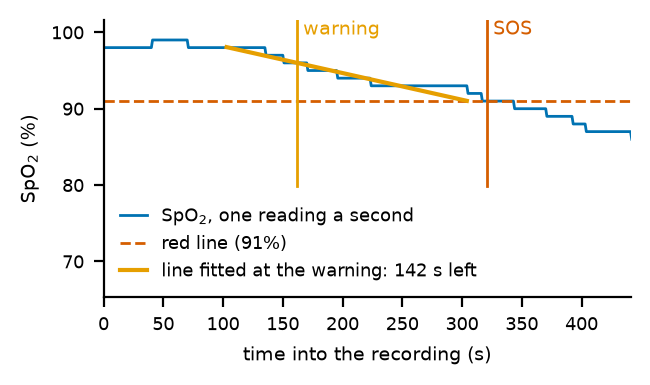 warning
SOS
100
90
80
70
SpO₂ (%)
SpO₂, one reading a second
red line (91%)
line fitted at the warning: 142 s left
0 50 100 150 200 250 300 350 400
time into the recording (s)